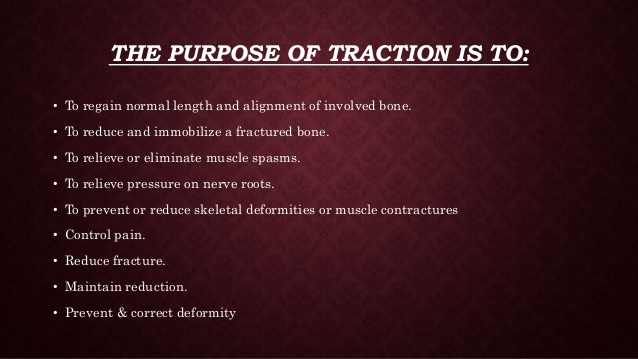 THE PURPOSE OF TRACTION IS TO:
• To regain normal length and alignment of involved bone.
• To reduce and immobilize a fractured bone.
• To relieve or eliminate muscle spasms.
• To relieve pressure on nerve roots.
• To prevent or reduce skeletal deformities or muscle contractures
• Control pain.
• Reduce fracture.
• Maintain reduction.
• Prevent & correct deformity